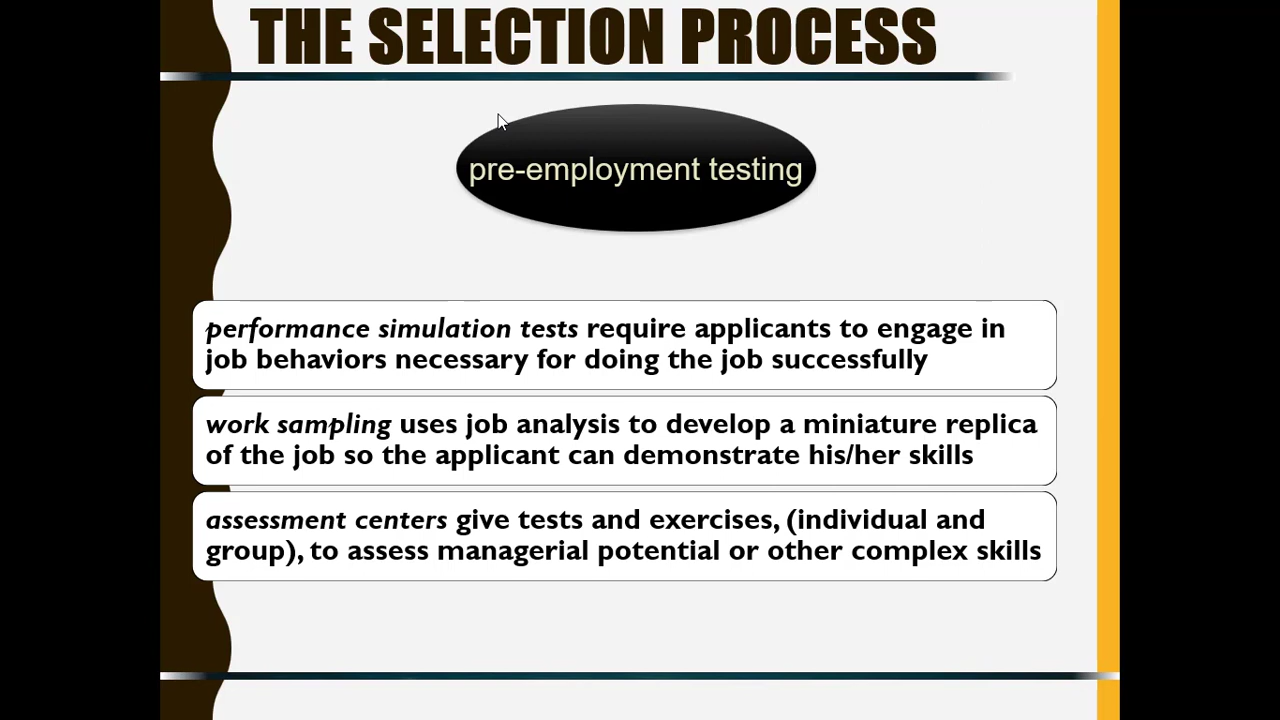 THE SELECTION PROCESS
pre-employment testing
performance simulation tests require applicants to engage in
job behaviors necessary for doing the job successfully
work sampling uses job analysis to develop a miniature replica
of the job so the applicant can demonstrate his/her skills
assessment centers give tests and exercises, (individual and
group), to assess managerial potential or other complex skills